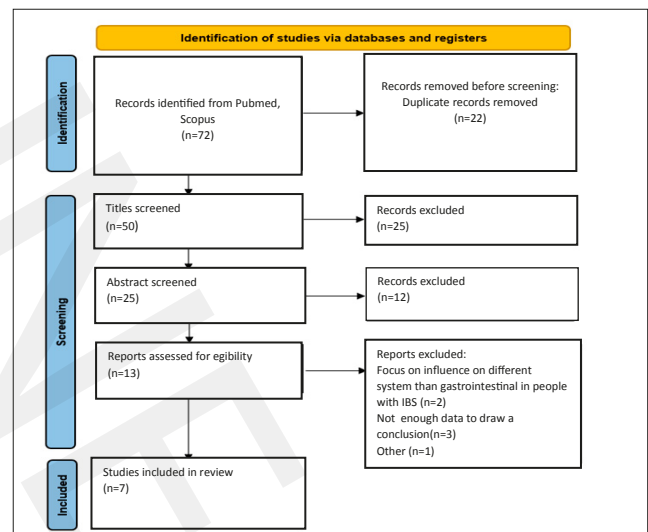 Identification of studies via databases and registers
Identification
Records identified from Pubmed,
Scopus
(n=72)
Records removed before screening:
Duplicate records removed
(n=22)
Screening
Titles screened
(n=50)
Records excluded
(n=25)
Abstract screened
(n=25)
Records excluded
(n=12)
Reports assessed for egibility
(n=13)
Reports excluded:
Focus on influence on different
system than gastrointestinal in people
with IBS (n=2)
Not enough data to draw a
conclusion(n=3)
Other (n=1)
Included
Studies included in review
(n=7)